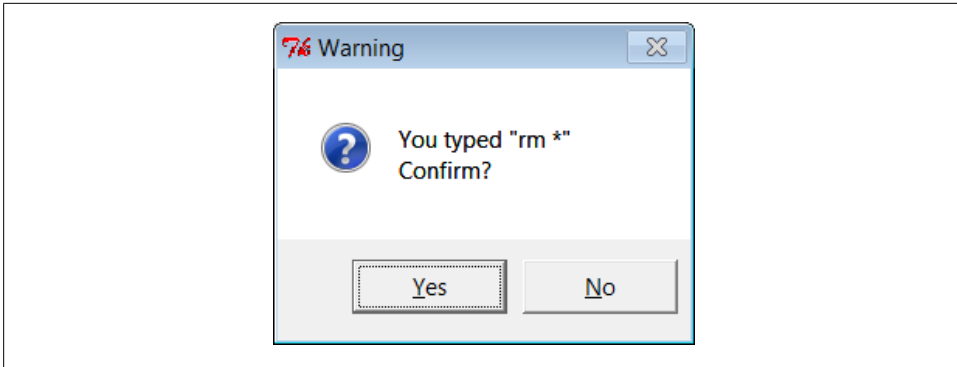 Warning
You typed "rm *"
Confirm?
Yes
No